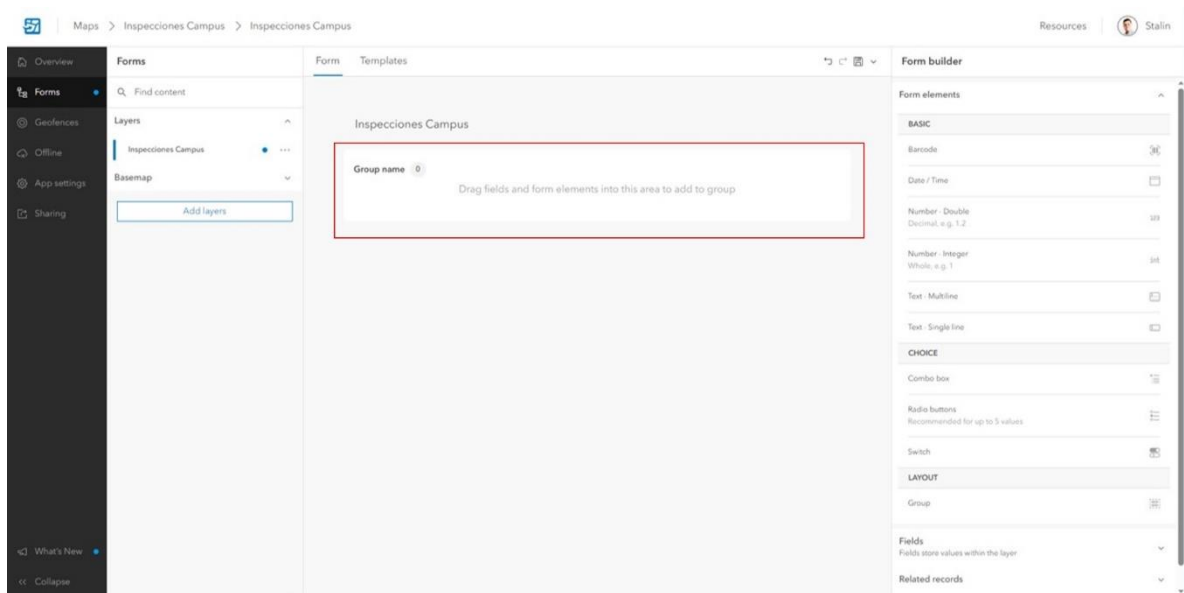 Maps > Inspecciones Campus > Inspecciones Campus
Resources
Stalin
Overview
Forms
Geofences
Offline
App settings
Sharing
What's New
<< Collapse
Forms
Find content
Layers
Inspecciones Campus
Basemap
Add layers
Form Templates
Inspecciones Campus
Group name 0
Drag fields and form elements into this area to add to group
Form builder
Form elements
BASIC
Barcode
Date / Time
Number - Double
Decimal, e.g. 1.2
123
Number - Integer
Whole, e.g. 1
Text - Multiline
Text - Single line
CHOICE
Combo box
Radio buttons
Recommended for up to 5 values
Switch
LAYOUT
Group
Fields
Fields store values within the layer
Related records